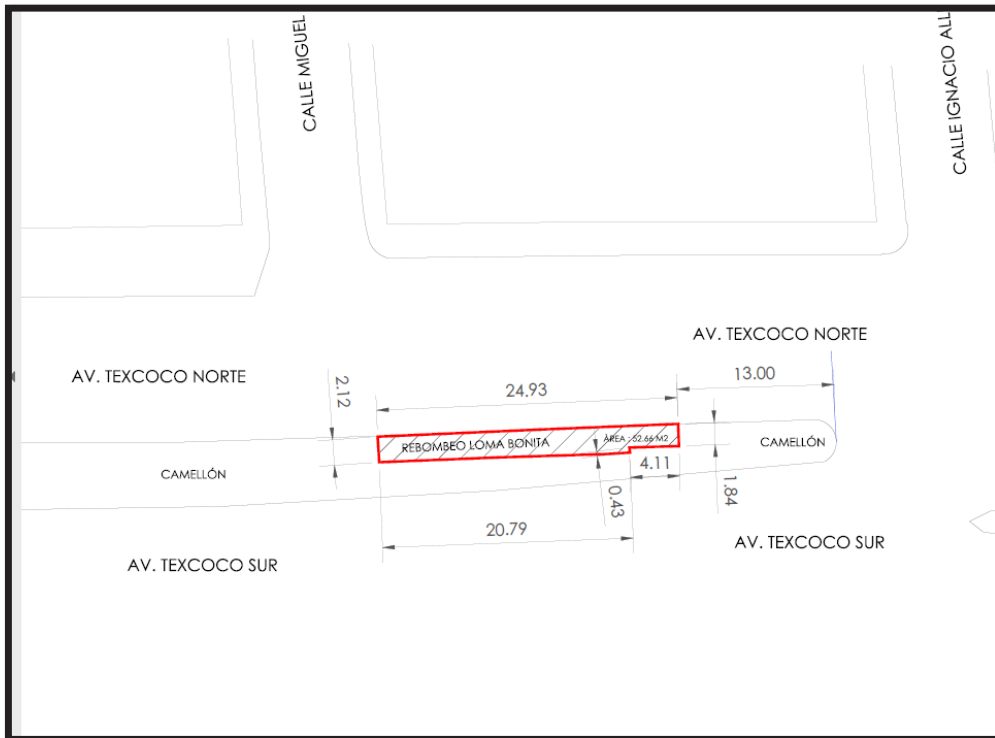 CALLE MIGUEL
CALLE IGNACIO ALL
AV. TEXCOCO NORTE
AV. TEXCOCO NORTE
13.00
2.12
24.93
REBOMBEO LOMA BONITA
ÁREA : 52.66 M2
CAMELLÓN
CAMELLÓN
4.11
1.84
0.43
20.79
AV. TEXCOCO SUR
AV. TEXCOCO SUR